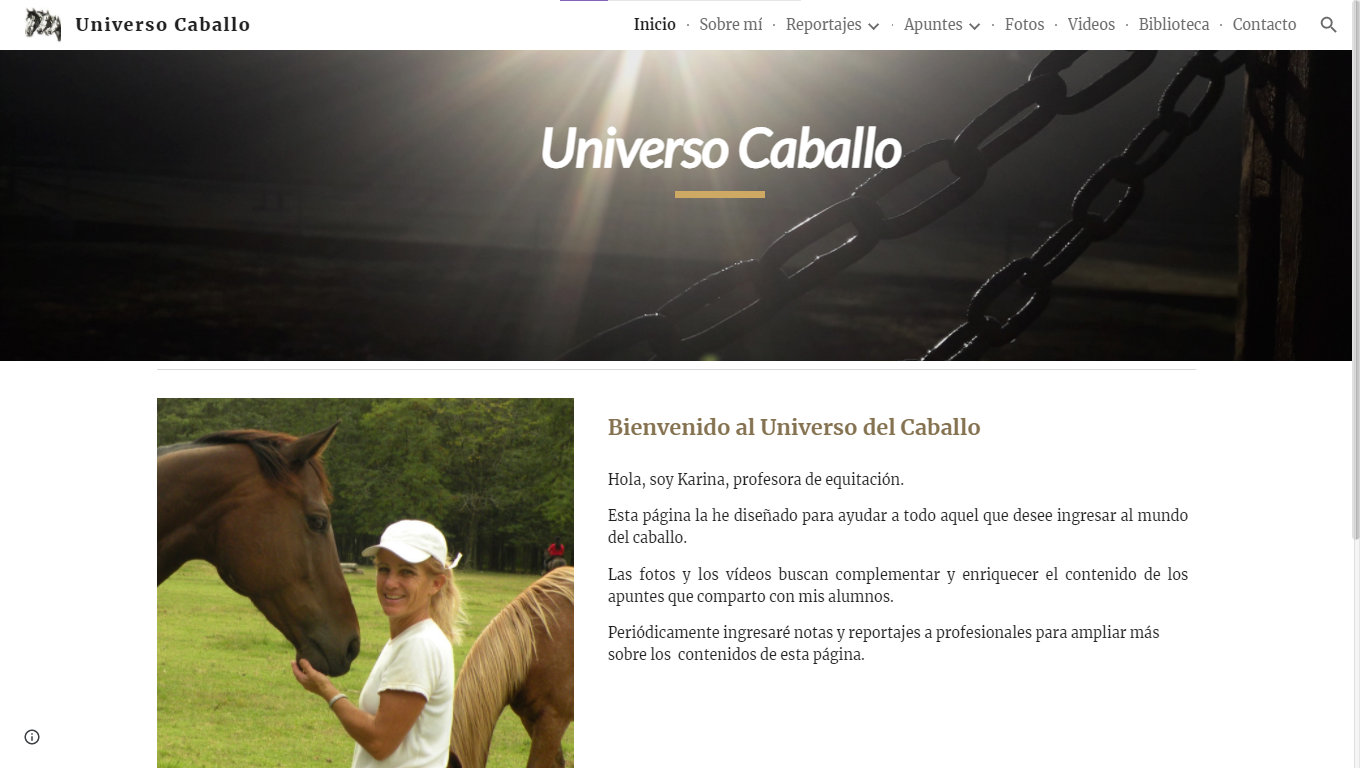 Universo Caballo
Inicio · Sobre mí · Reportajes · Apuntes · Fotos · Videos · Biblioteca · Contacto
Universo Caballo
Bienvenido al Universo del Caballo
Hola, soy Karina, profesora de equitación.
Esta página la he diseñado para ayudar a todo aquel que desee ingresar al mundo
del caballo.
Las fotos y los vídeos buscan complementar y enriquecer el contenido de los
apuntes que comparto con mis alumnos.
Periódicamente ingresaré notas y reportajes a profesionales para ampliar más
sobre los  contenidos de esta página.